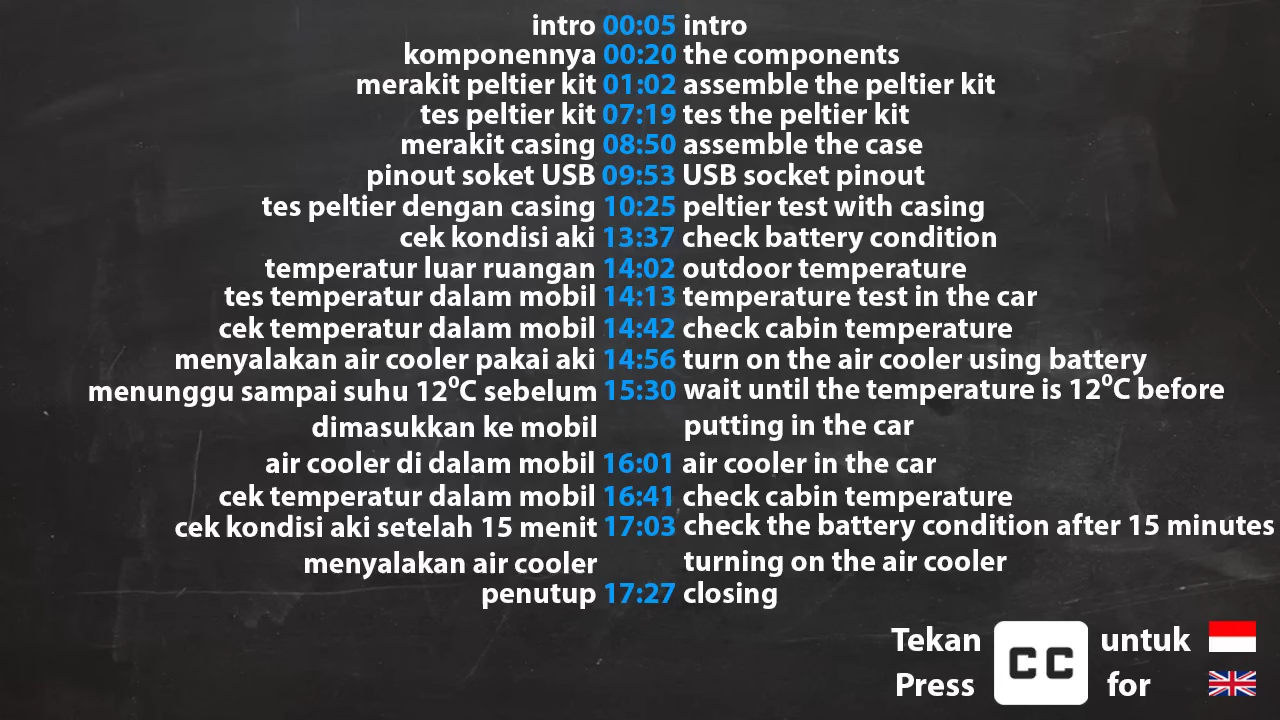 intro 00:05 intro
komponennya 00:20 the components
merakit peltier kit 01:02 assemble the peltier kit
tes peltier kit 07:19 tes the peltier kit
merakit casing 08:50 assemble the case
pinout soket USB 09:53 USB socket pinout
tes peltier dengan casing 10:25 peltier test with casing
cek kondisi aki 13:37 check battery condition
temperatur luar ruangan 14:02 outdoor temperature
tes temperatur dalam mobil 14:13 temperature test in the car
cek temperatur dalam mobil 14:42 check cabin temperature
menyalakan air cooler pakai aki 14:56 turn on the air cooler using battery
menunggu sampai suhu 12⁰C sebelum 15:30 wait until the temperature is 12⁰C before
dimasukkan ke mobil putting in the car
air cooler di dalam mobil 16:01 air cooler in the car
cek temperatur dalam mobil 16:41 check cabin temperature
cek kondisi aki setelah 15 menit 17:03 check the battery condition after 15 minutes
menyalakan air cooler turning on the air cooler
penutup 17:27 closing
Tekan CC untuk
Press for